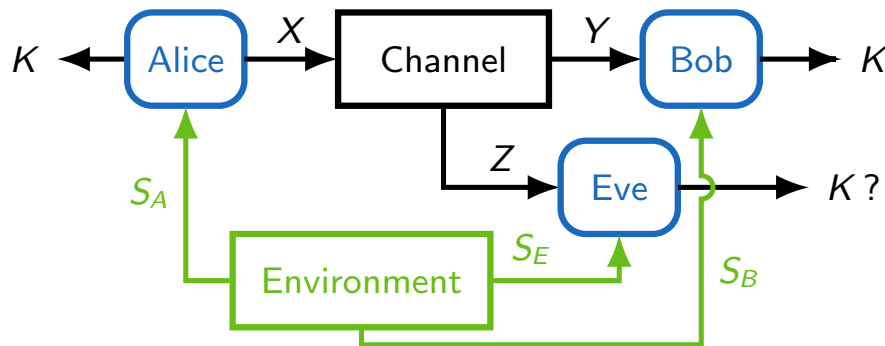 X Y
K Alice Channel Bob K
Z
S_A Eve K ?
S_E
Environment S_B